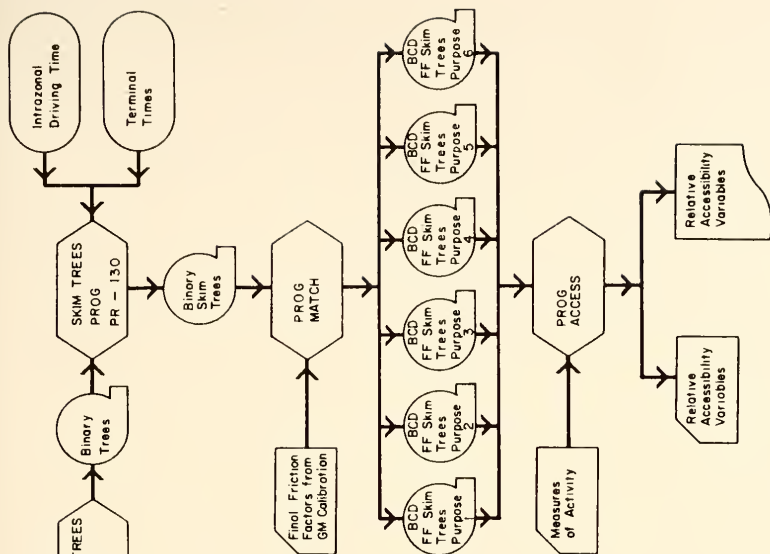 TREES
Binary
Trees
SKIM TREES
PROG
PR - 130
Intrazonal
Driving Time
Terminal
Times
Binary
Skim
Trees
Final Friction
Factors from
GM Calibration
PROG
MATCH
BCD
FF Skim
Trees
Purpose
1
BCD
FF Skim
Trees
Purpose
2
BCD
FF Skim
Trees
Purpose
3
BCD
FF Skim
Trees
Purpose
4
BCD
FF Skim
Trees
Purpose
5
BCD
FF Skim
Trees
Purpose
6
Measures
of Activity
PROG
ACCESS
Relative
Accessibility
Variables
Relative
Accessibility
Variables